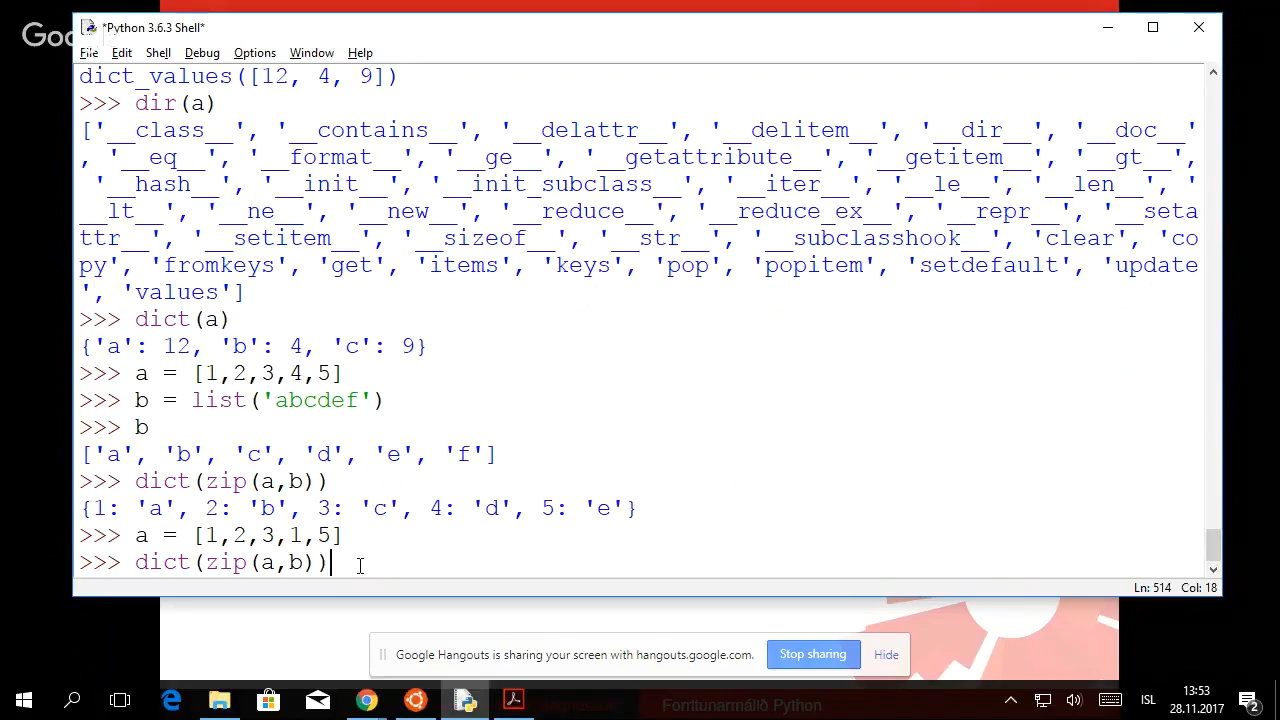 Goo
*Python 3.6.3 Shell*
File Edit Shell Debug Options Window Help
dict_values([12, 4, 9])
>>> dir(a)
['__class__', '__contains__', '__delattr__', '__delitem__', '__dir__', '__doc__'
, '__eq__', '__format__', '__ge__', '__getattribute__', '__getitem__', '__gt__',
'__hash__', '__init__', '__init_subclass__', '__iter__', '__le__', '__len__', '
__lt__', '__ne__', '__new__', '__reduce__', '__reduce_ex__', '__repr__', '__seta
ttr__', '__setitem__', '__sizeof__', '__str__', '__subclasshook__', 'clear', 'co
py', 'fromkeys', 'get', 'items', 'keys', 'pop', 'popitem', 'setdefault', 'update
', 'values']
>>> dict(a)
{'a': 12, 'b': 4, 'c': 9}
>>> a = [1,2,3,4,5]
>>> b = list('abcdef')
>>> b
['a', 'b', 'c', 'd', 'e', 'f']
>>> dict(zip(a,b))
{1: 'a', 2: 'b', 3: 'c', 4: 'd', 5: 'e'}
>>> a = [1,2,3,1,5]
>>> dict(zip(a,b))
Ln: 514 Col: 18
Google Hangouts is sharing your screen with hangouts.google.com. Stop sharing Hide
Forritunarmálið Python
ISL
13:53
28.11.2017
2